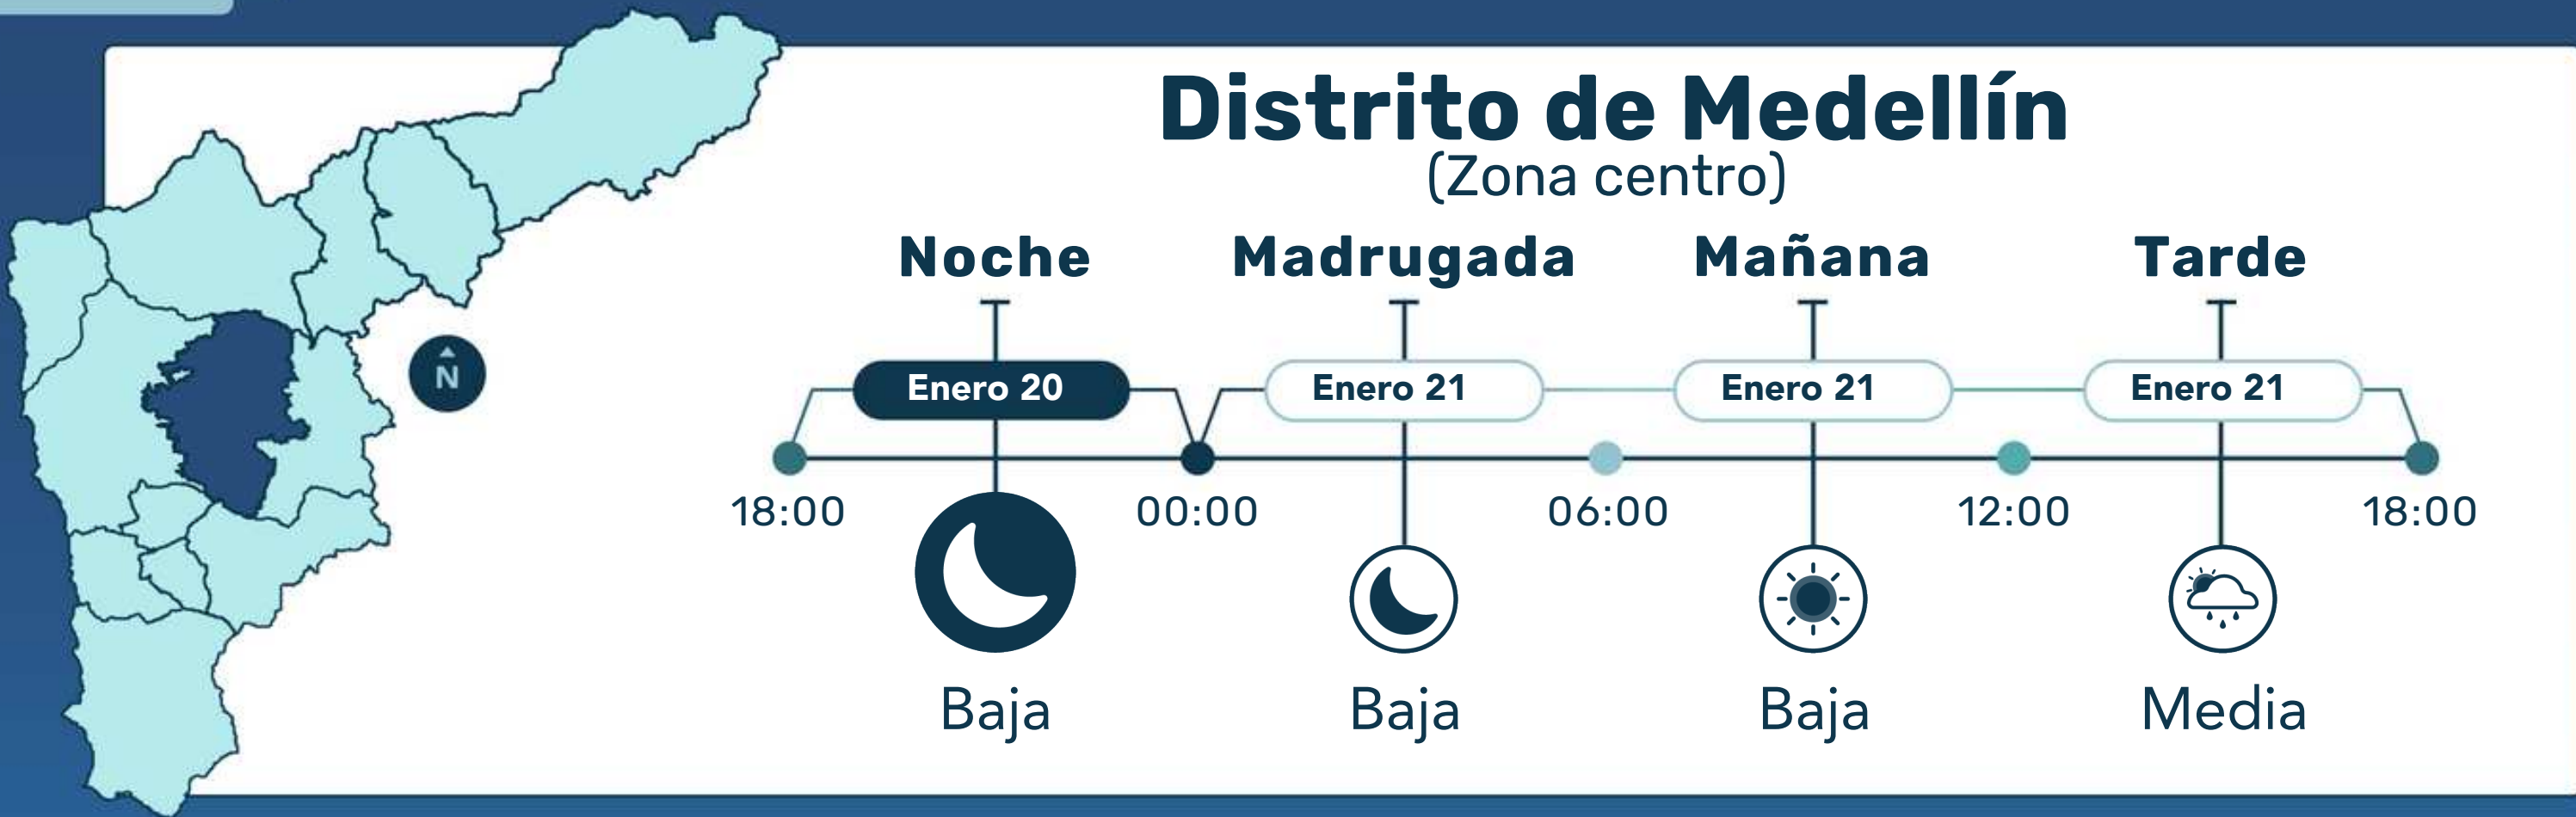 Distrito de Medellín
(Zona centro)
Noche Madrugada Mañana Tarde
Enero 20 Enero 21 Enero 21 Enero 21
N
18:00 00:00 06:00 12:00 18:00
Baja Baja Baja Media